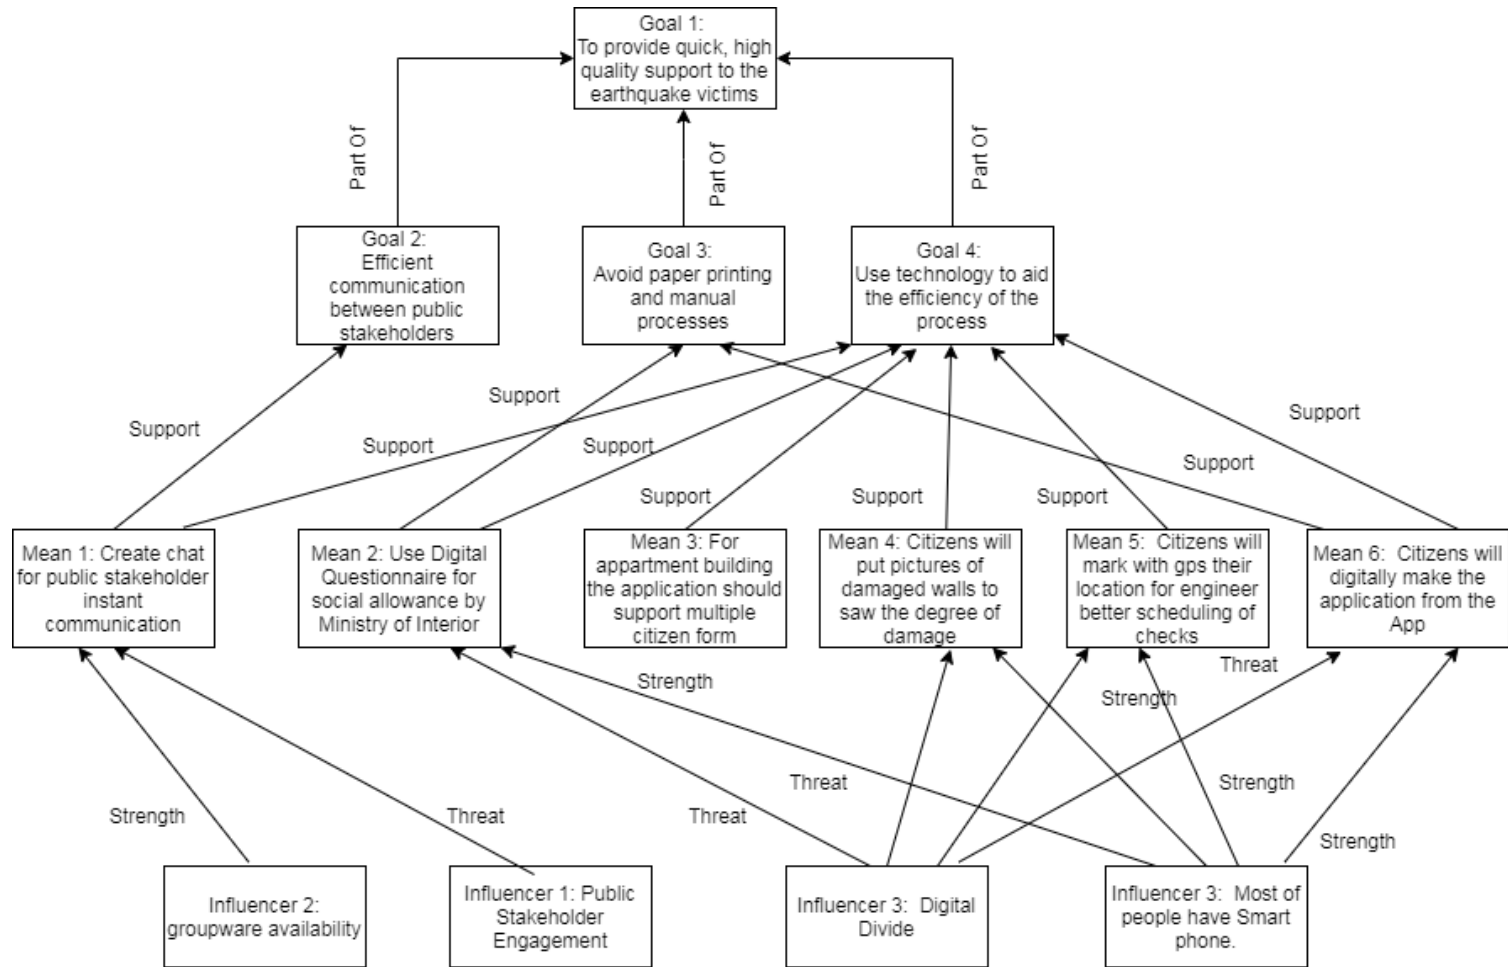 Goal 1:
To provide quick, high
quality support to the
earthquake victims
Part Of
Part Of
Part Of
Goal 2:
Efficient
communication
between public
stakeholders
Goal 3:
Avoid paper printing
and manual
processes
Goal 4:
Use technology to aid
the efficiency of the
process
Support
Support
Support
Support
Support
Support
Support
Support
Support
Mean 1: Create chat
for public stakeholder
instant
communication
Mean 2: Use Digital
Questionnaire for
social allowance by
Ministry of Interior
Mean 3: For
appartment building
the application should
support multiple
citizen form
Mean 4: Citizens will
put pictures of
damaged walls to
saw the degree of
damage
Mean 5: Citizens will
mark with gps their
location for engineer
better scheduling of
checks
Mean 6: Citizens will
digitally make the
application from the
App
Strength
Threat
Strength
Threat
Strength
Strength
Threat
Threat
Strength
Influencer 2:
groupware availability
Influencer 1: Public
Stakeholder
Engagement
Influencer 3: Digital
Divide
Influencer 3: Most of
people have Smart
phone.